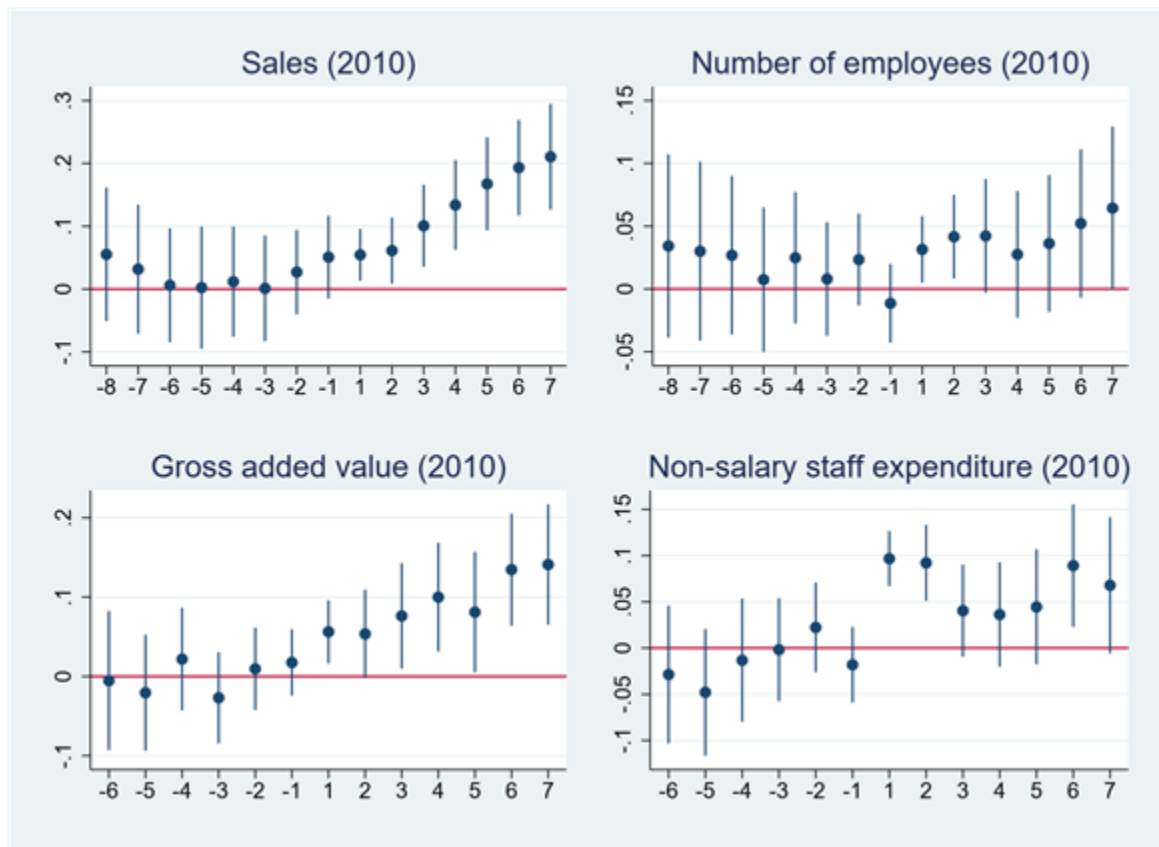 Sales (2010)
.3
.2
.1
0
-.1
-8 -7 -6 -5 -4 -3 -2 -1 1 2 3 4 5 6 7
Number of employees (2010)
.15
.1
.05
0
-.05
-8 -7 -6 -5 -4 -3 -2 -1 1 2 3 4 5 6 7
Gross added value (2010)
.2
.1
0
-.1
-6 -5 -4 -3 -2 -1 1 2 3 4 5 6 7
Non-salary staff expenditure (2010)
.15
.1
.05
0
-.05
-.1
-6 -5 -4 -3 -2 -1 1 2 3 4 5 6 7